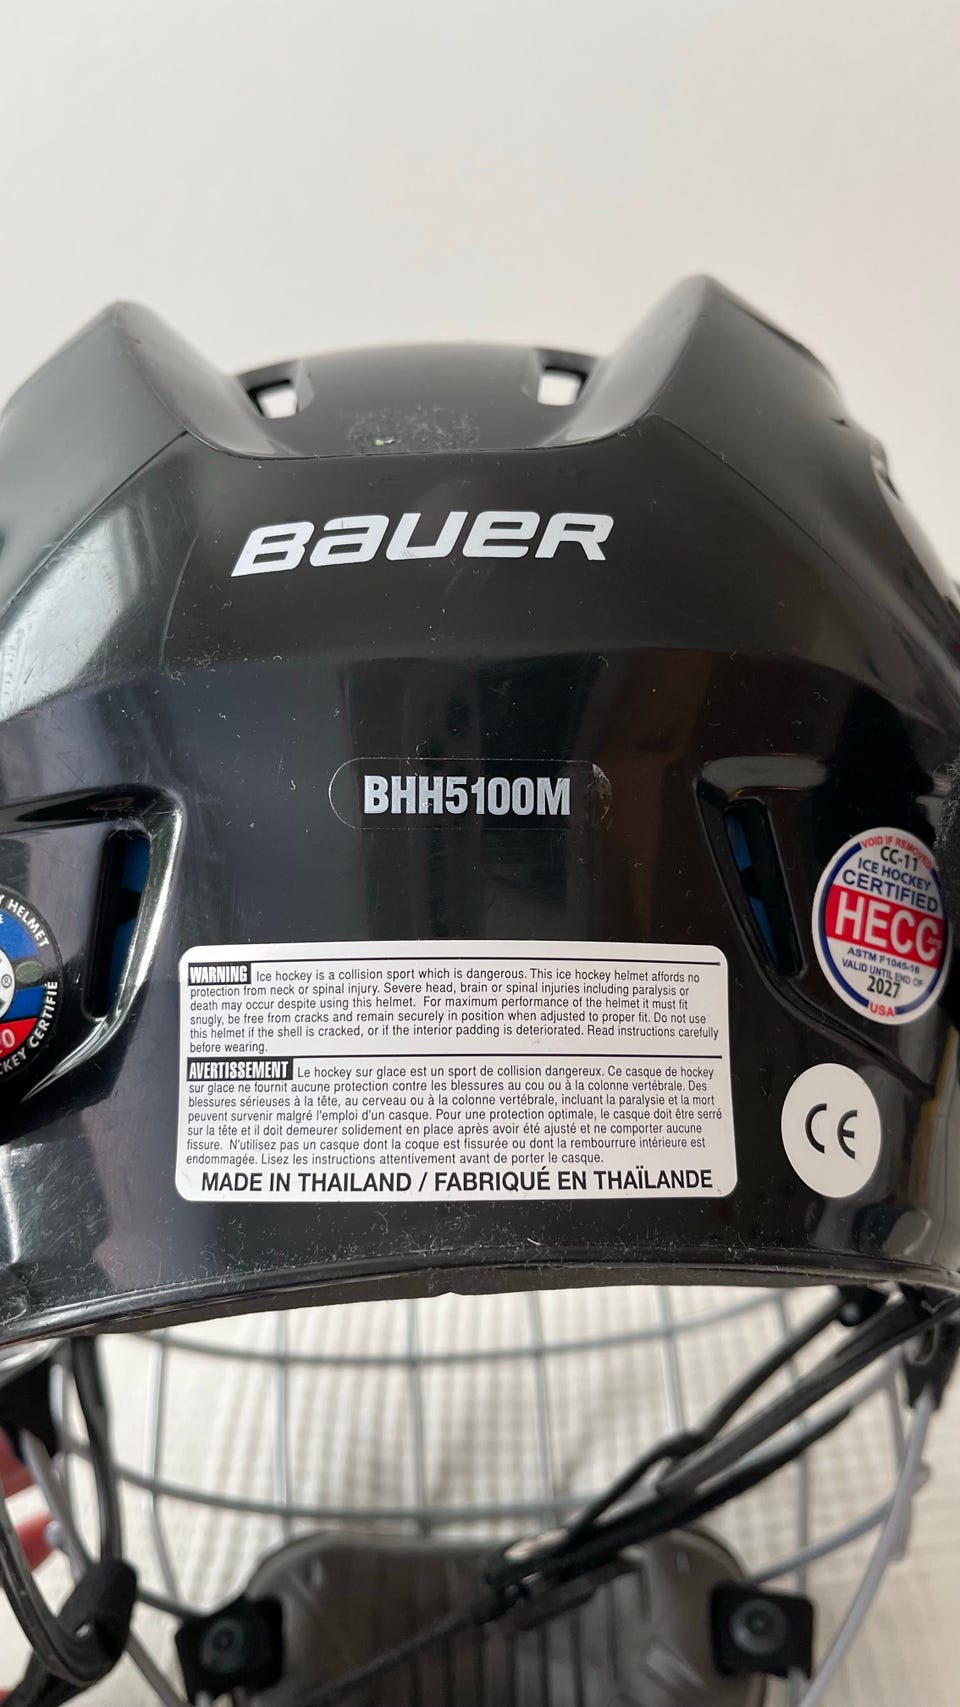 BAUER
BHH5100M
VOID IF REMOVED
CC-11
ICE HOCKEY
CERTIFIED
HECC.org
ASTM F1045-16
VALID UNTIL END OF
2027
USA
HELMET
®
HOCKEY CERTIFIÉ
WARNING Ice hockey is a collision sport which is dangerous. This ice hockey helmet affords no
protection from neck or spinal injury. Severe head, brain or spinal injuries including paralysis or
death may occur despite using this helmet. For maximum performance of the helmet it must fit
snugly, be free from cracks and remain securely in position when adjusted to proper fit. Do not use
this helmet if the shell is cracked, or if the interior padding is deteriorated. Read instructions carefully
before wearing.
AVERTISSEMENT Le hockey sur glace est un sport de collision dangereux. Ce casque de hockey
sur glace ne fournit aucune protection contre les blessures au cou ou à la colonne vertébrale. Des
blessures sérieuses à la tête, au cerveau ou à la colonne vertébrale, incluant la paralysie et la mort
peuvent survenir malgré l'emploi d'un casque. Pour une protection optimale, le casque doit être serré
sur la tête et il doit demeurer solidement en place après avoir été ajusté et ne comporter aucune
fissure. N'utilisez pas un casque dont la coque est fissurée ou dont la rembourrure intérieure est
endommagée. Lisez les instructions attentivement avant de porter le casque.
MADE IN THAILAND / FABRIQUÉ EN THAÏLANDE
CE